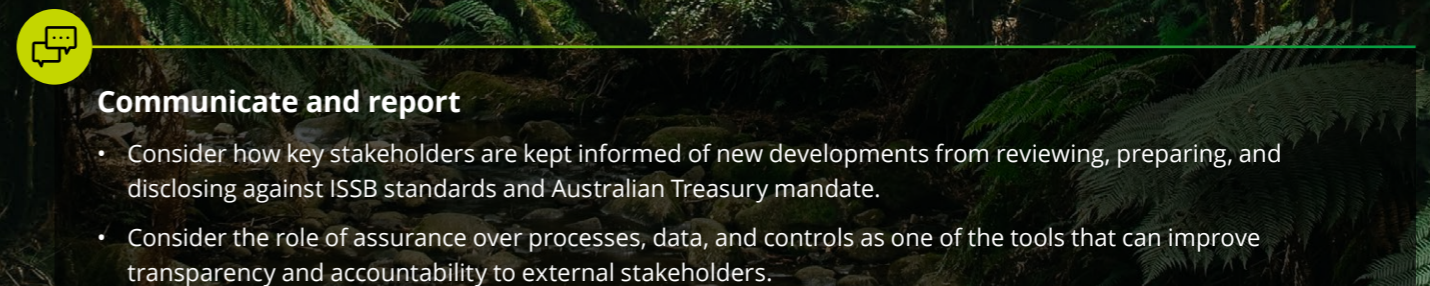 Communicate and report
• Consider how key stakeholders are kept informed of new developments from reviewing, preparing, and
disclosing against ISSB standards and Australian Treasury mandate.
• Consider the role of assurance over processes, data, and controls as one of the tools that can improve
transparency and accountability to external stakeholders.